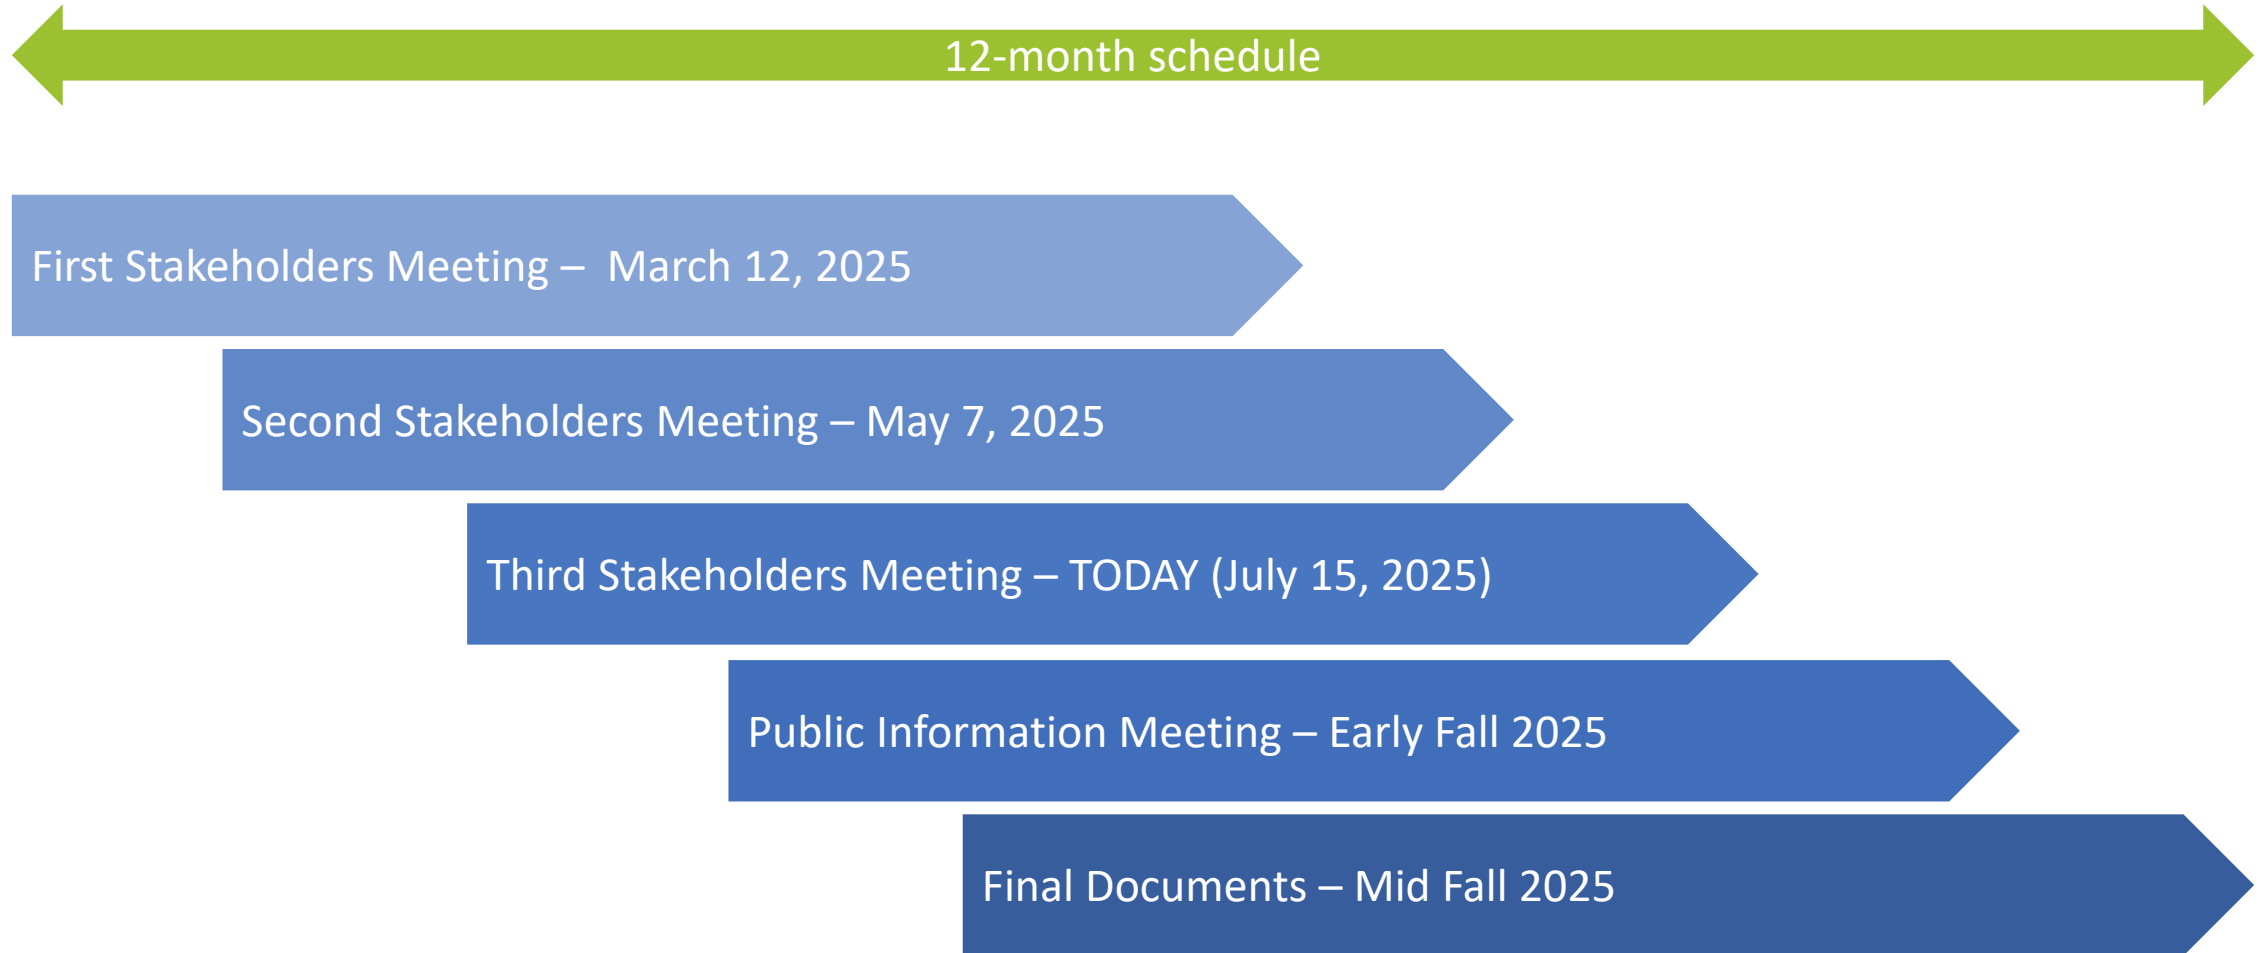 12-month schedule
First Stakeholders Meeting –  March 12, 2025
Second Stakeholders Meeting – May 7, 2025
Third Stakeholders Meeting – TODAY (July 15, 2025)
Public Information Meeting – Early Fall 2025
Final Documents – Mid Fall 2025